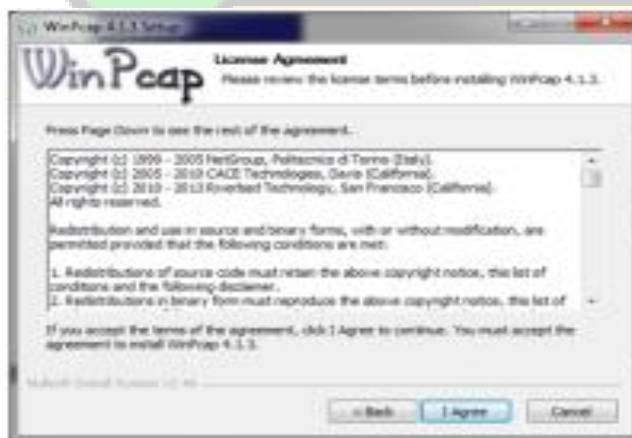 WinPcap 4.1.3 Setup
WinPcap
License Agreement
Please review the license terms before installing WinPcap 4.1.3.
Press Page Down to see the rest of the agreement.
Copyright (c) 1999 - 2005 NetGroup, Politecnico di Torino (Italy).
Copyright (c) 2005 - 2010 CACE Technologies, Davis (California).
Copyright (c) 2010 - 2013 Riverbed Technology, San Francisco (California).
All rights reserved.
Redistribution and use in source and binary forms, with or without modification, are
permitted provided that the following conditions are met:
1. Redistributions of source code must retain the above copyright notice, this list of
conditions and the following disclaimer.
2. Redistributions in binary form must reproduce the above copyright notice, this list of
If you accept the terms of the agreement, click I Agree to continue. You must accept the
agreement to install WinPcap 4.1.3.
Nullsoft Install System
< Back
I Agree
Cancel